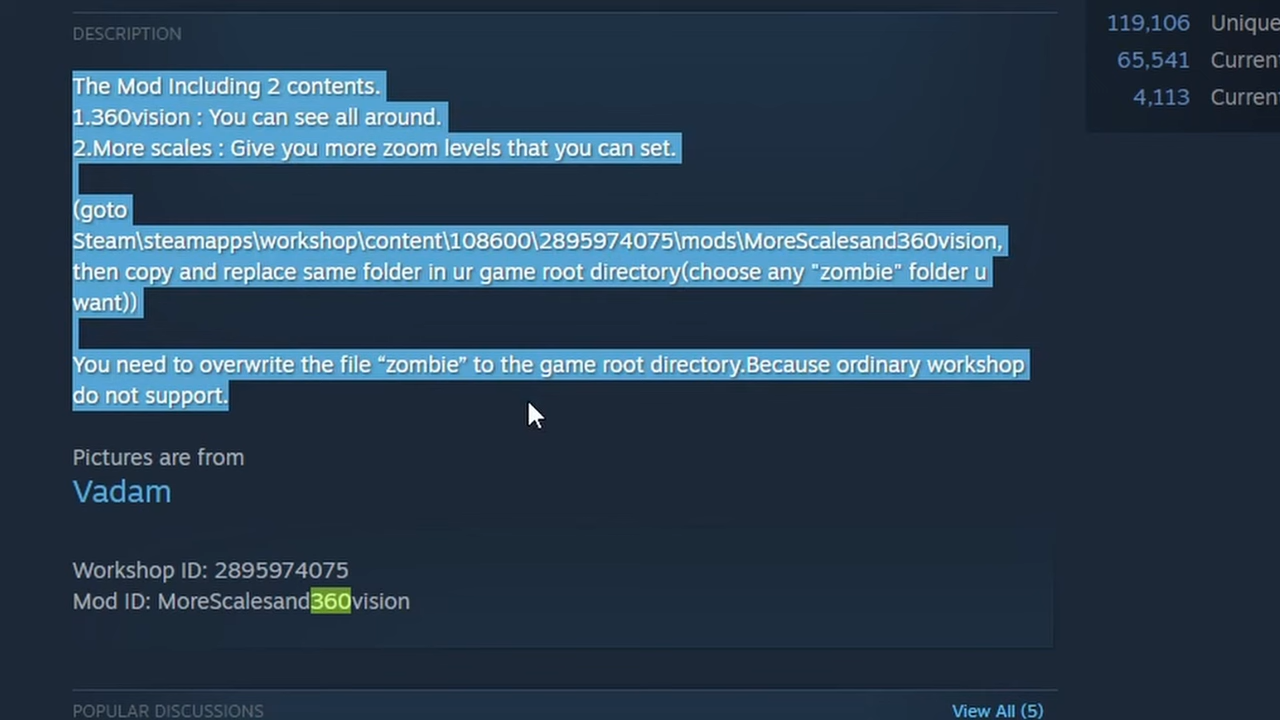 DESCRIPTION
119,106 Unique
65,541 Current
4,113 Current
The Mod Including 2 contents.
1.360vision : You can see all around.
2.More scales : Give you more zoom levels that you can set.
(goto
Steam\steamapps\workshop\content\108600\2895974075\mods\MoreScalesand360vision,
then copy and replace same folder in ur game root directory(choose any "zombie" folder u
want))
You need to overwrite the file “zombie” to the game root directory.Because ordinary workshop
do not support.
Pictures are from
Vadam
Workshop ID: 2895974075
Mod ID: MoreScalesand360vision
POPULAR DISCUSSIONS
View All (5)